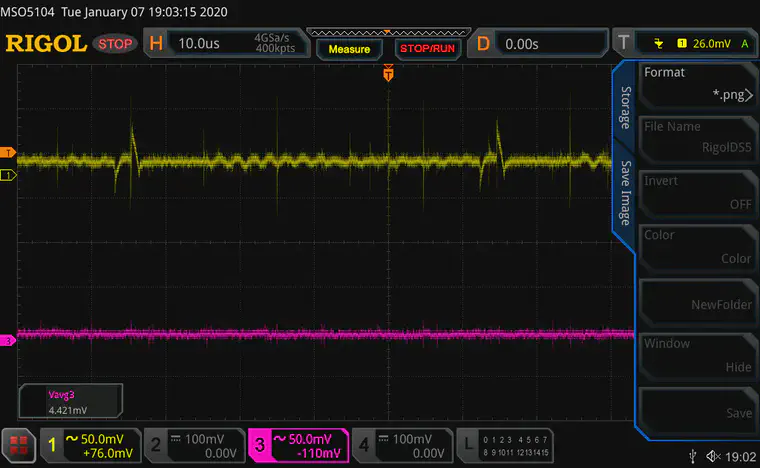 MSO5104 Tue January 07 19:03:15 2020
RIGOL STOP H 10.0us 4GSa/s 400kpts Measure STOP/RUN D 0.00s T 1 26.0mV A
T
Format
*.png
Storage
File Name
RigolDS5
T
1
Save Image
Invert
OFF
Color
Color
NewFolder
3
Window
Hide
Vavg3
4.421mV
Save
1 50.0mV +76.0mV
2 100mV 0.00V
3 50.0mV -110mV
4 100mV 0.00V
L 0 1 2 3 4 5 6 7
8 9 10 11 12 13 14 15
19:02